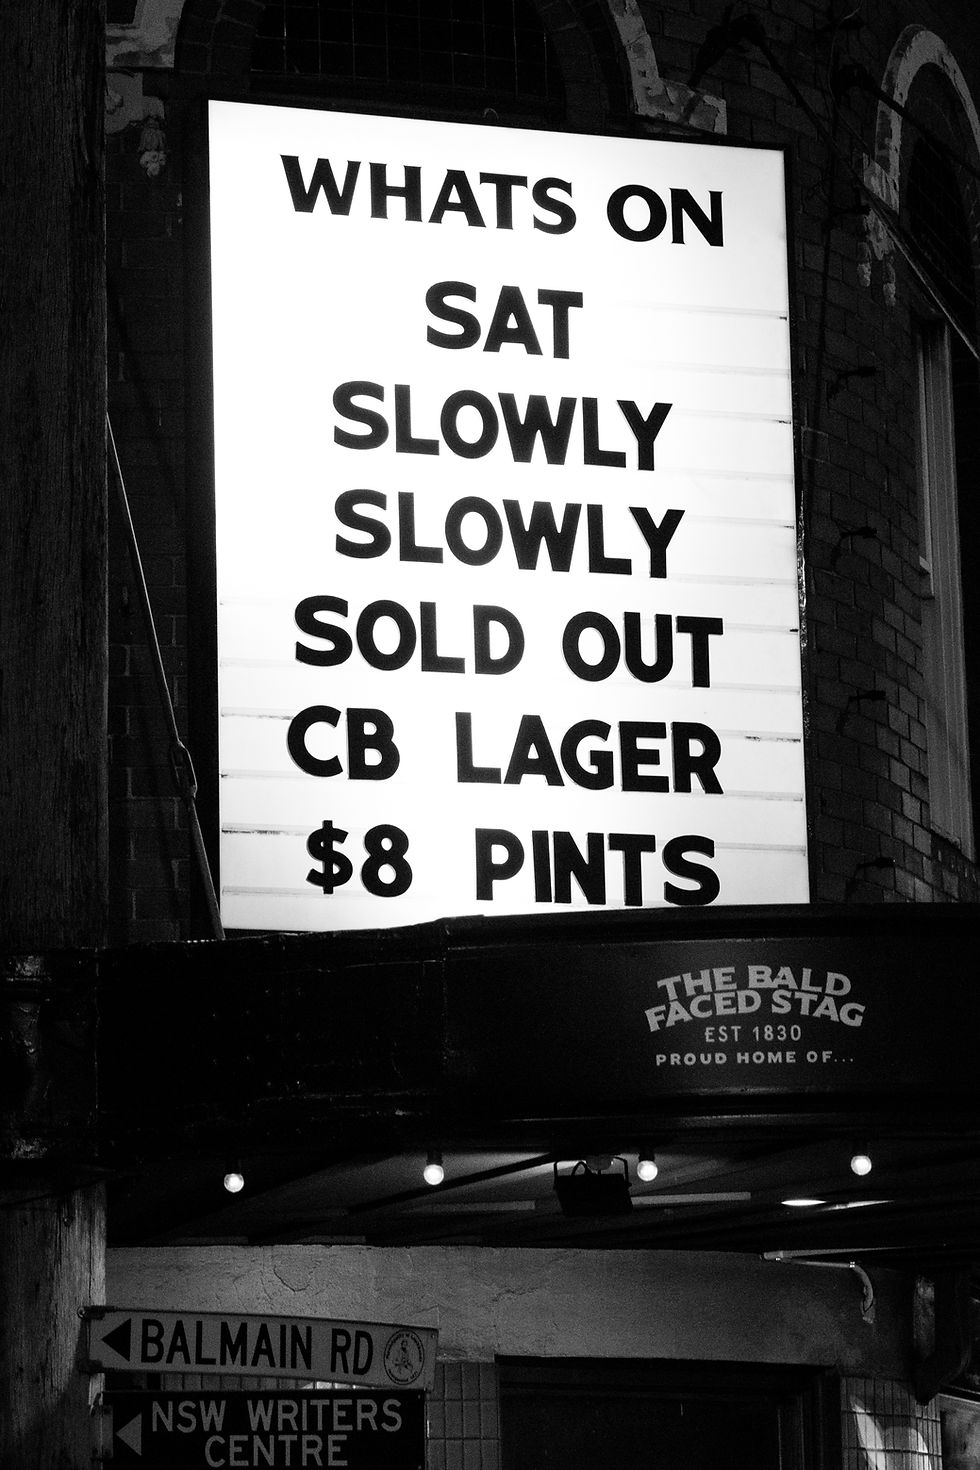 WHATS ON
SAT
SLOWLY
SLOWLY
SOLD OUT
CB LAGER
$8 PINTS
THE BALD
FACED STAG
EST 1830
PROUD HOME OF...
BALMAIN RD
NSW WRITERS
CENTRE